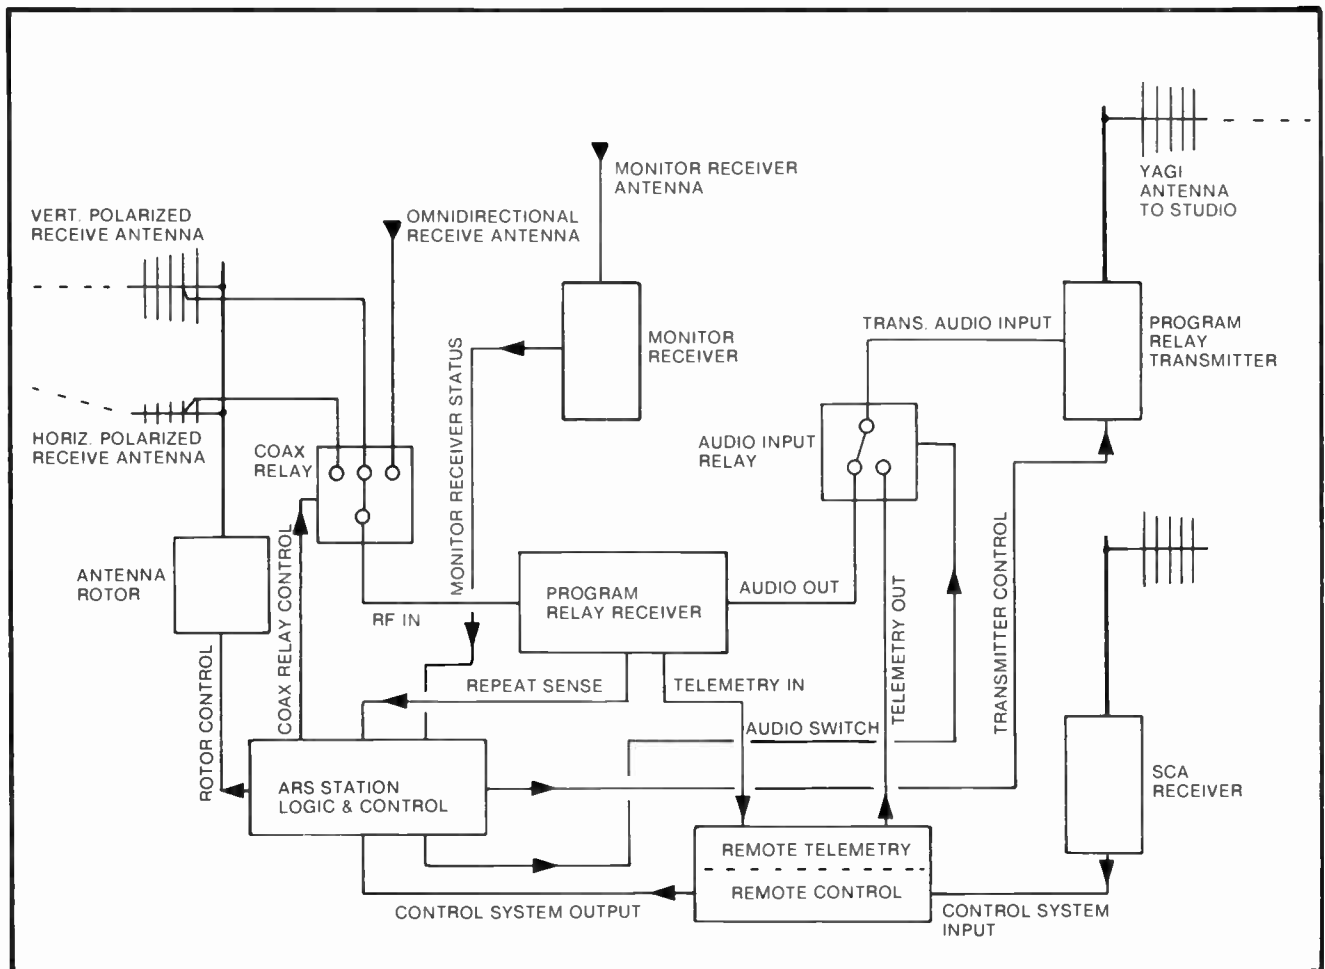 YAGI
ANTENNA
TO STUDIO
MONITOR RECEIVER
ANTENNA
VERT. POLARIZED
RECEIVE ANTENNA
OMNIDIRECTIONAL
RECEIVE ANTENNA
TRANS. AUDIO INPUT
PROGRAM
RELAY
TRANSMITTER
MONITOR
RECEIVER
MONITOR RECEIVER STATUS
HORIZ. POLARIZED
RECEIVE ANTENNA
COAX
RELAY
AUDIO INPUT
RELAY
ANTENNA
ROTOR
COAX RELAY CONTROL
RF IN
PROGRAM
RELAY RECEIVER
AUDIO OUT
TELEMETRY OUT
TRANSMITTER CONTROL
ROTOR CONTROL
REPEAT SENSE
TELEMETRY IN
AUDIO SWITCH
ARS STATION
LOGIC & CONTROL
SCA
RECEIVER
REMOTE TELEMETRY
REMOTE CONTROL
CONTROL SYSTEM OUTPUT
CONTROL SYSTEM
INPUT